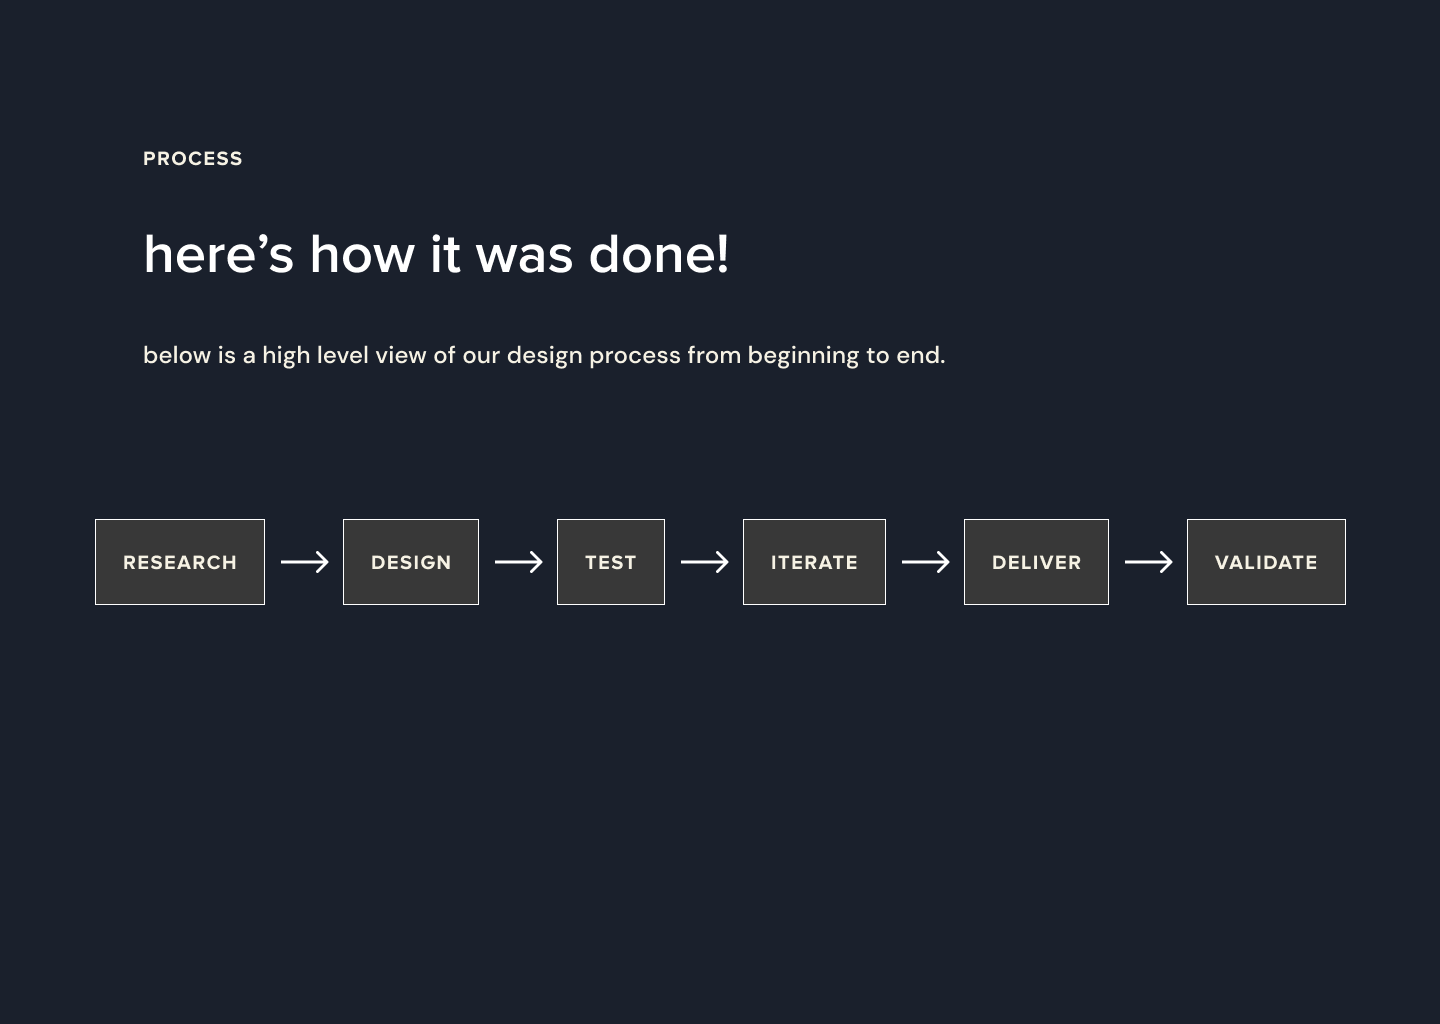 PROCESS
here’s how it was done!
below is a high level view of our design process from beginning to end.
RESEARCH
DESIGN
TEST
ITERATE
DELIVER
VALIDATE